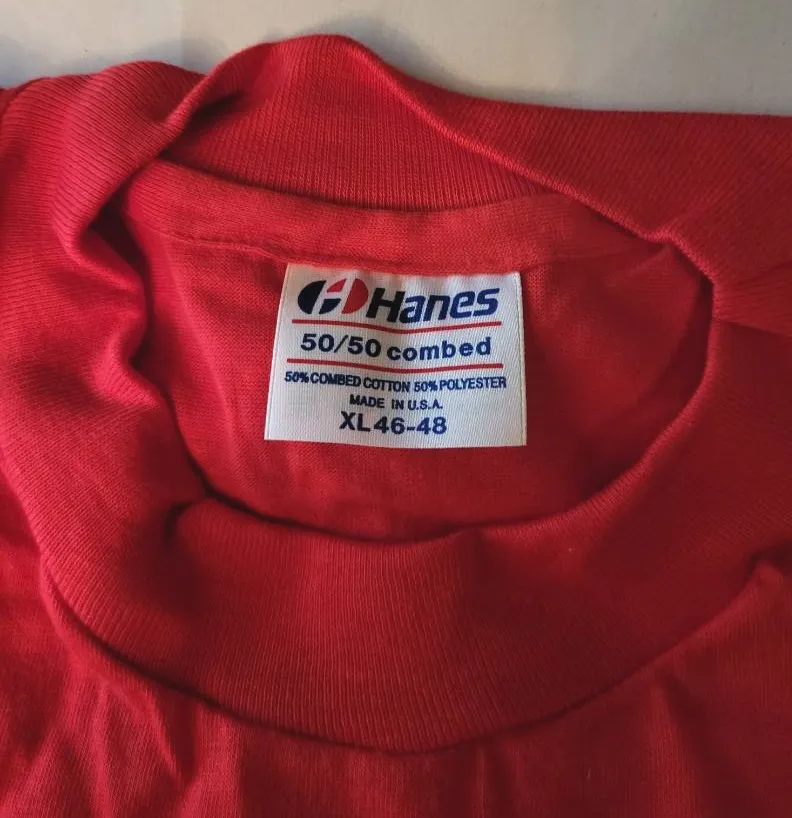 Hanes
50/50 combed
50% COMBED COTTON 50% POLYESTER
MADE IN U.S.A.
XL 46-48